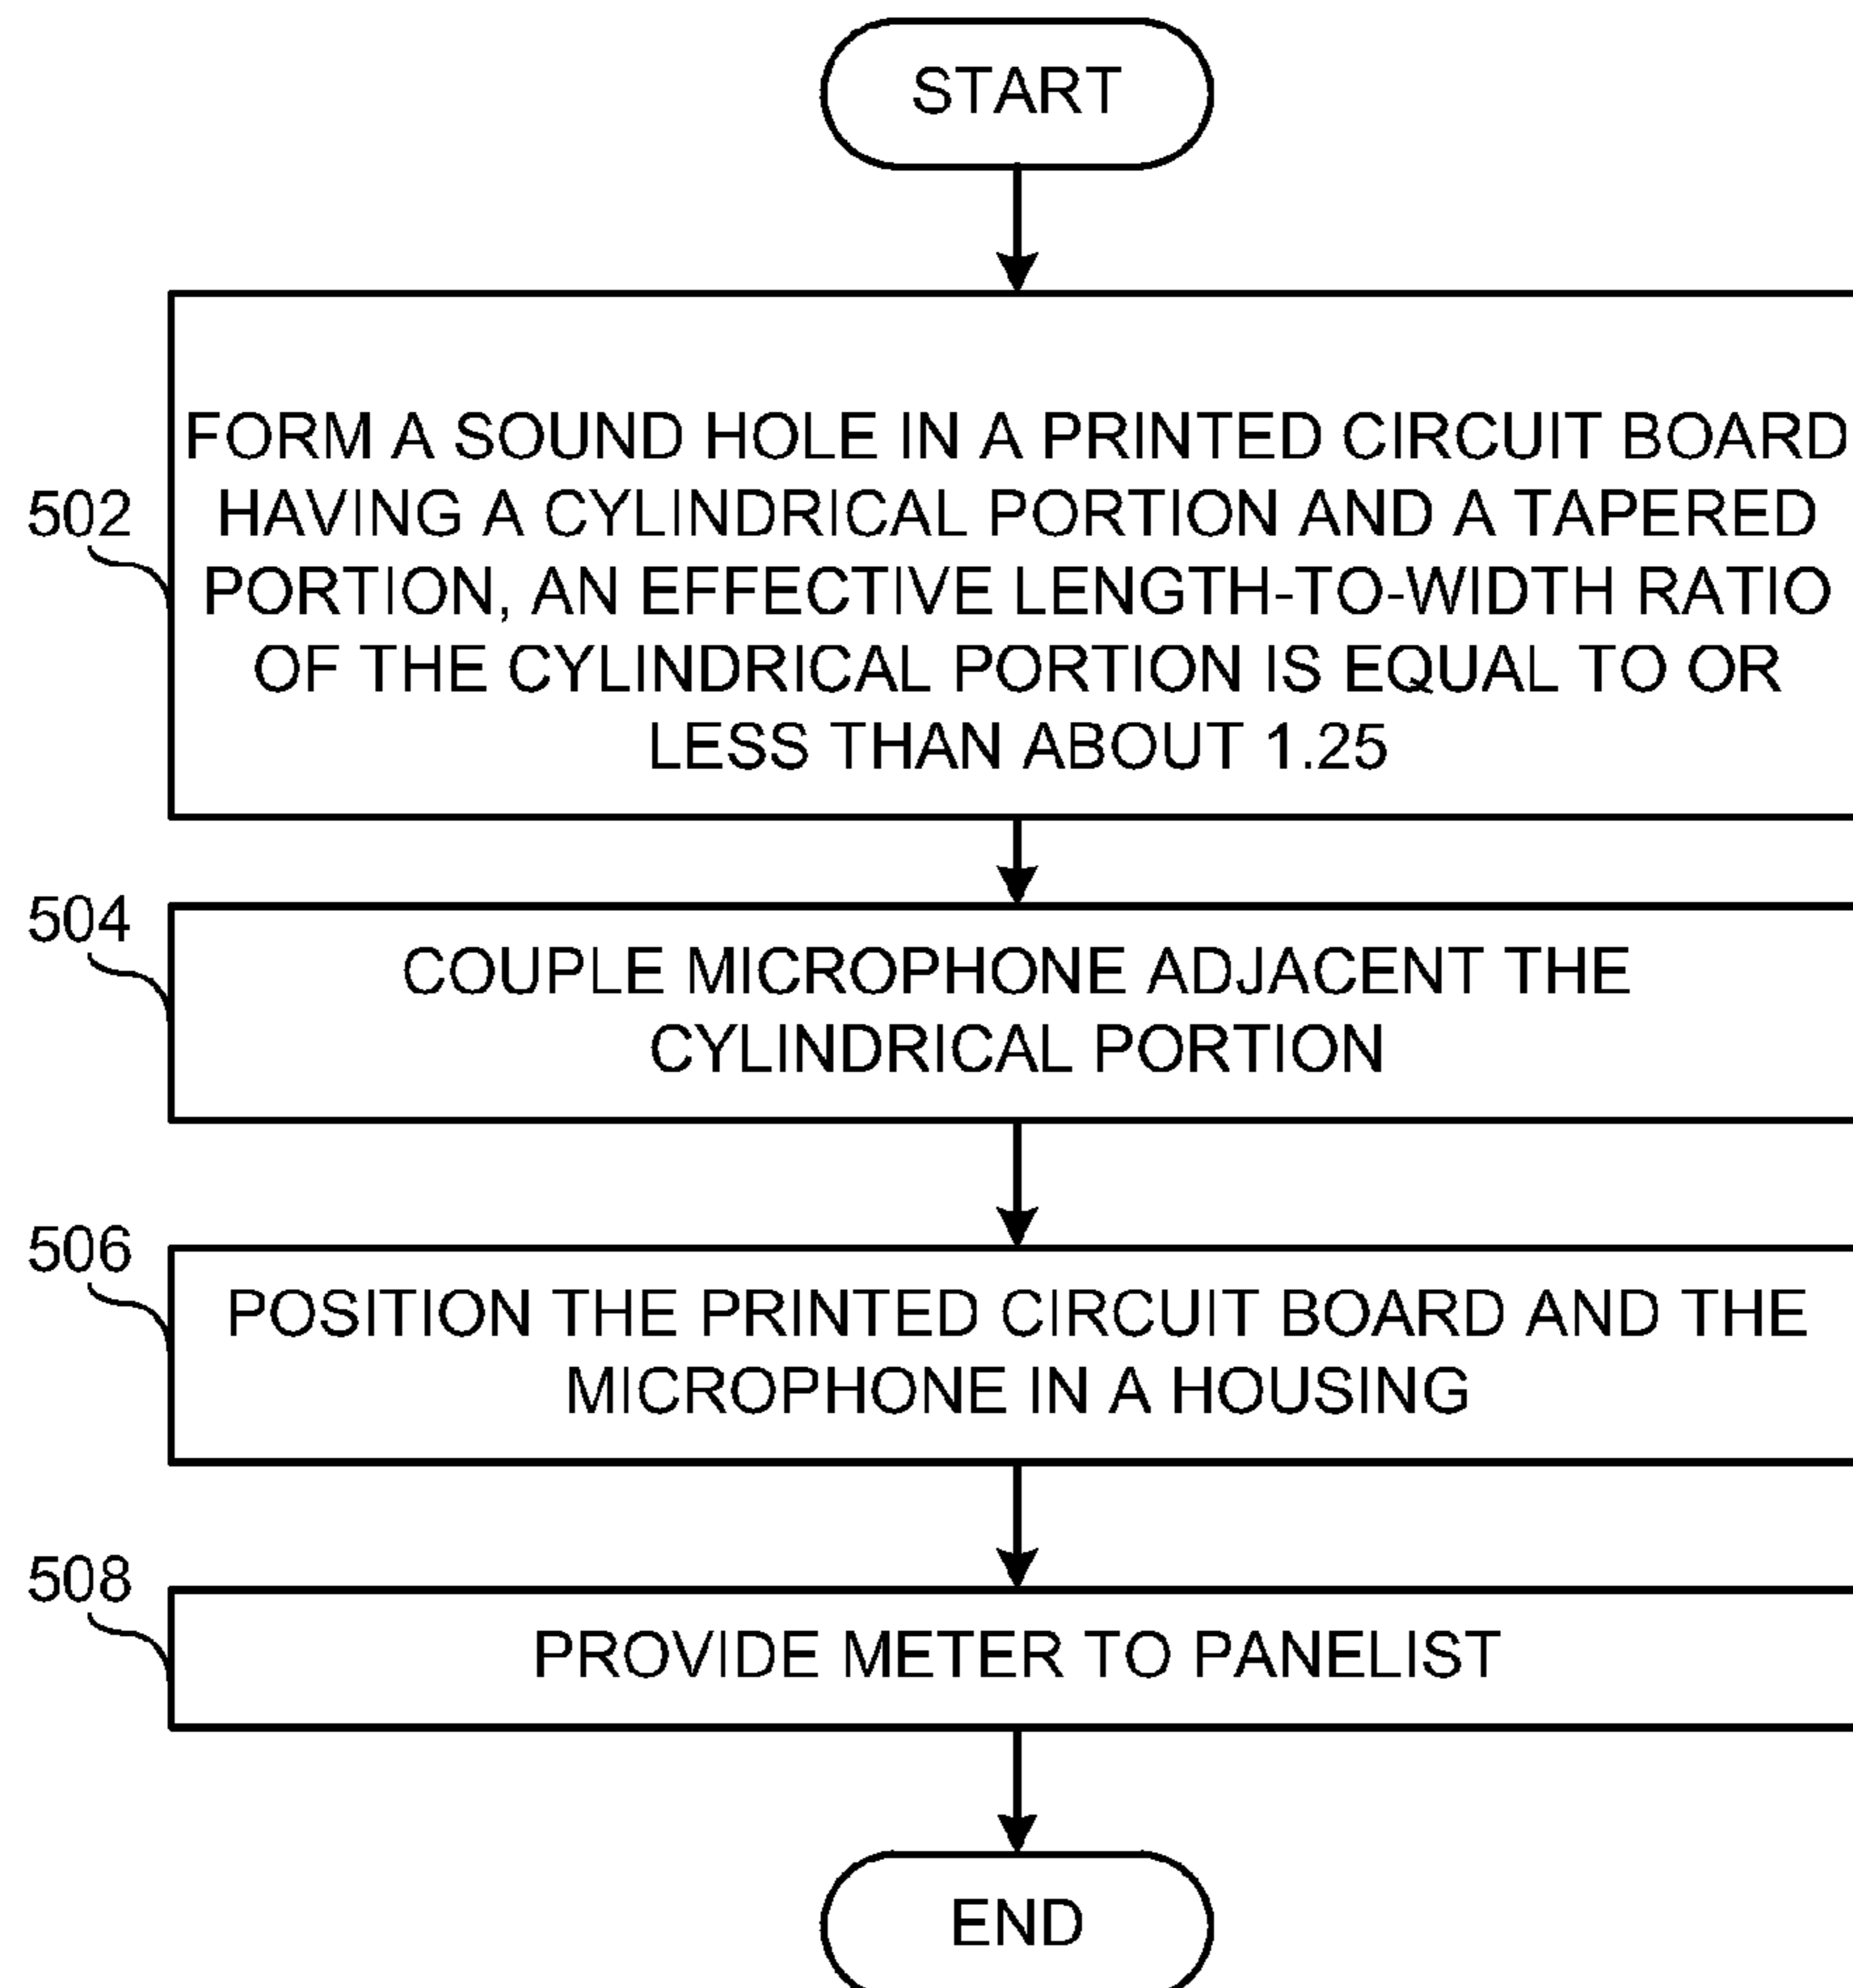 START
502
FORM A SOUND HOLE IN A PRINTED CIRCUIT BOARD
HAVING A CYLINDRICAL PORTION AND A TAPERED
PORTION, AN EFFECTIVE LENGTH-TO-WIDTH RATIO
OF THE CYLINDRICAL PORTION IS EQUAL TO OR
LESS THAN ABOUT 1.25
504
COUPLE MICROPHONE ADJACENT THE
CYLINDRICAL PORTION
506
POSITION THE PRINTED CIRCUIT BOARD AND THE
MICROPHONE IN A HOUSING
508
PROVIDE METER TO PANELIST
END